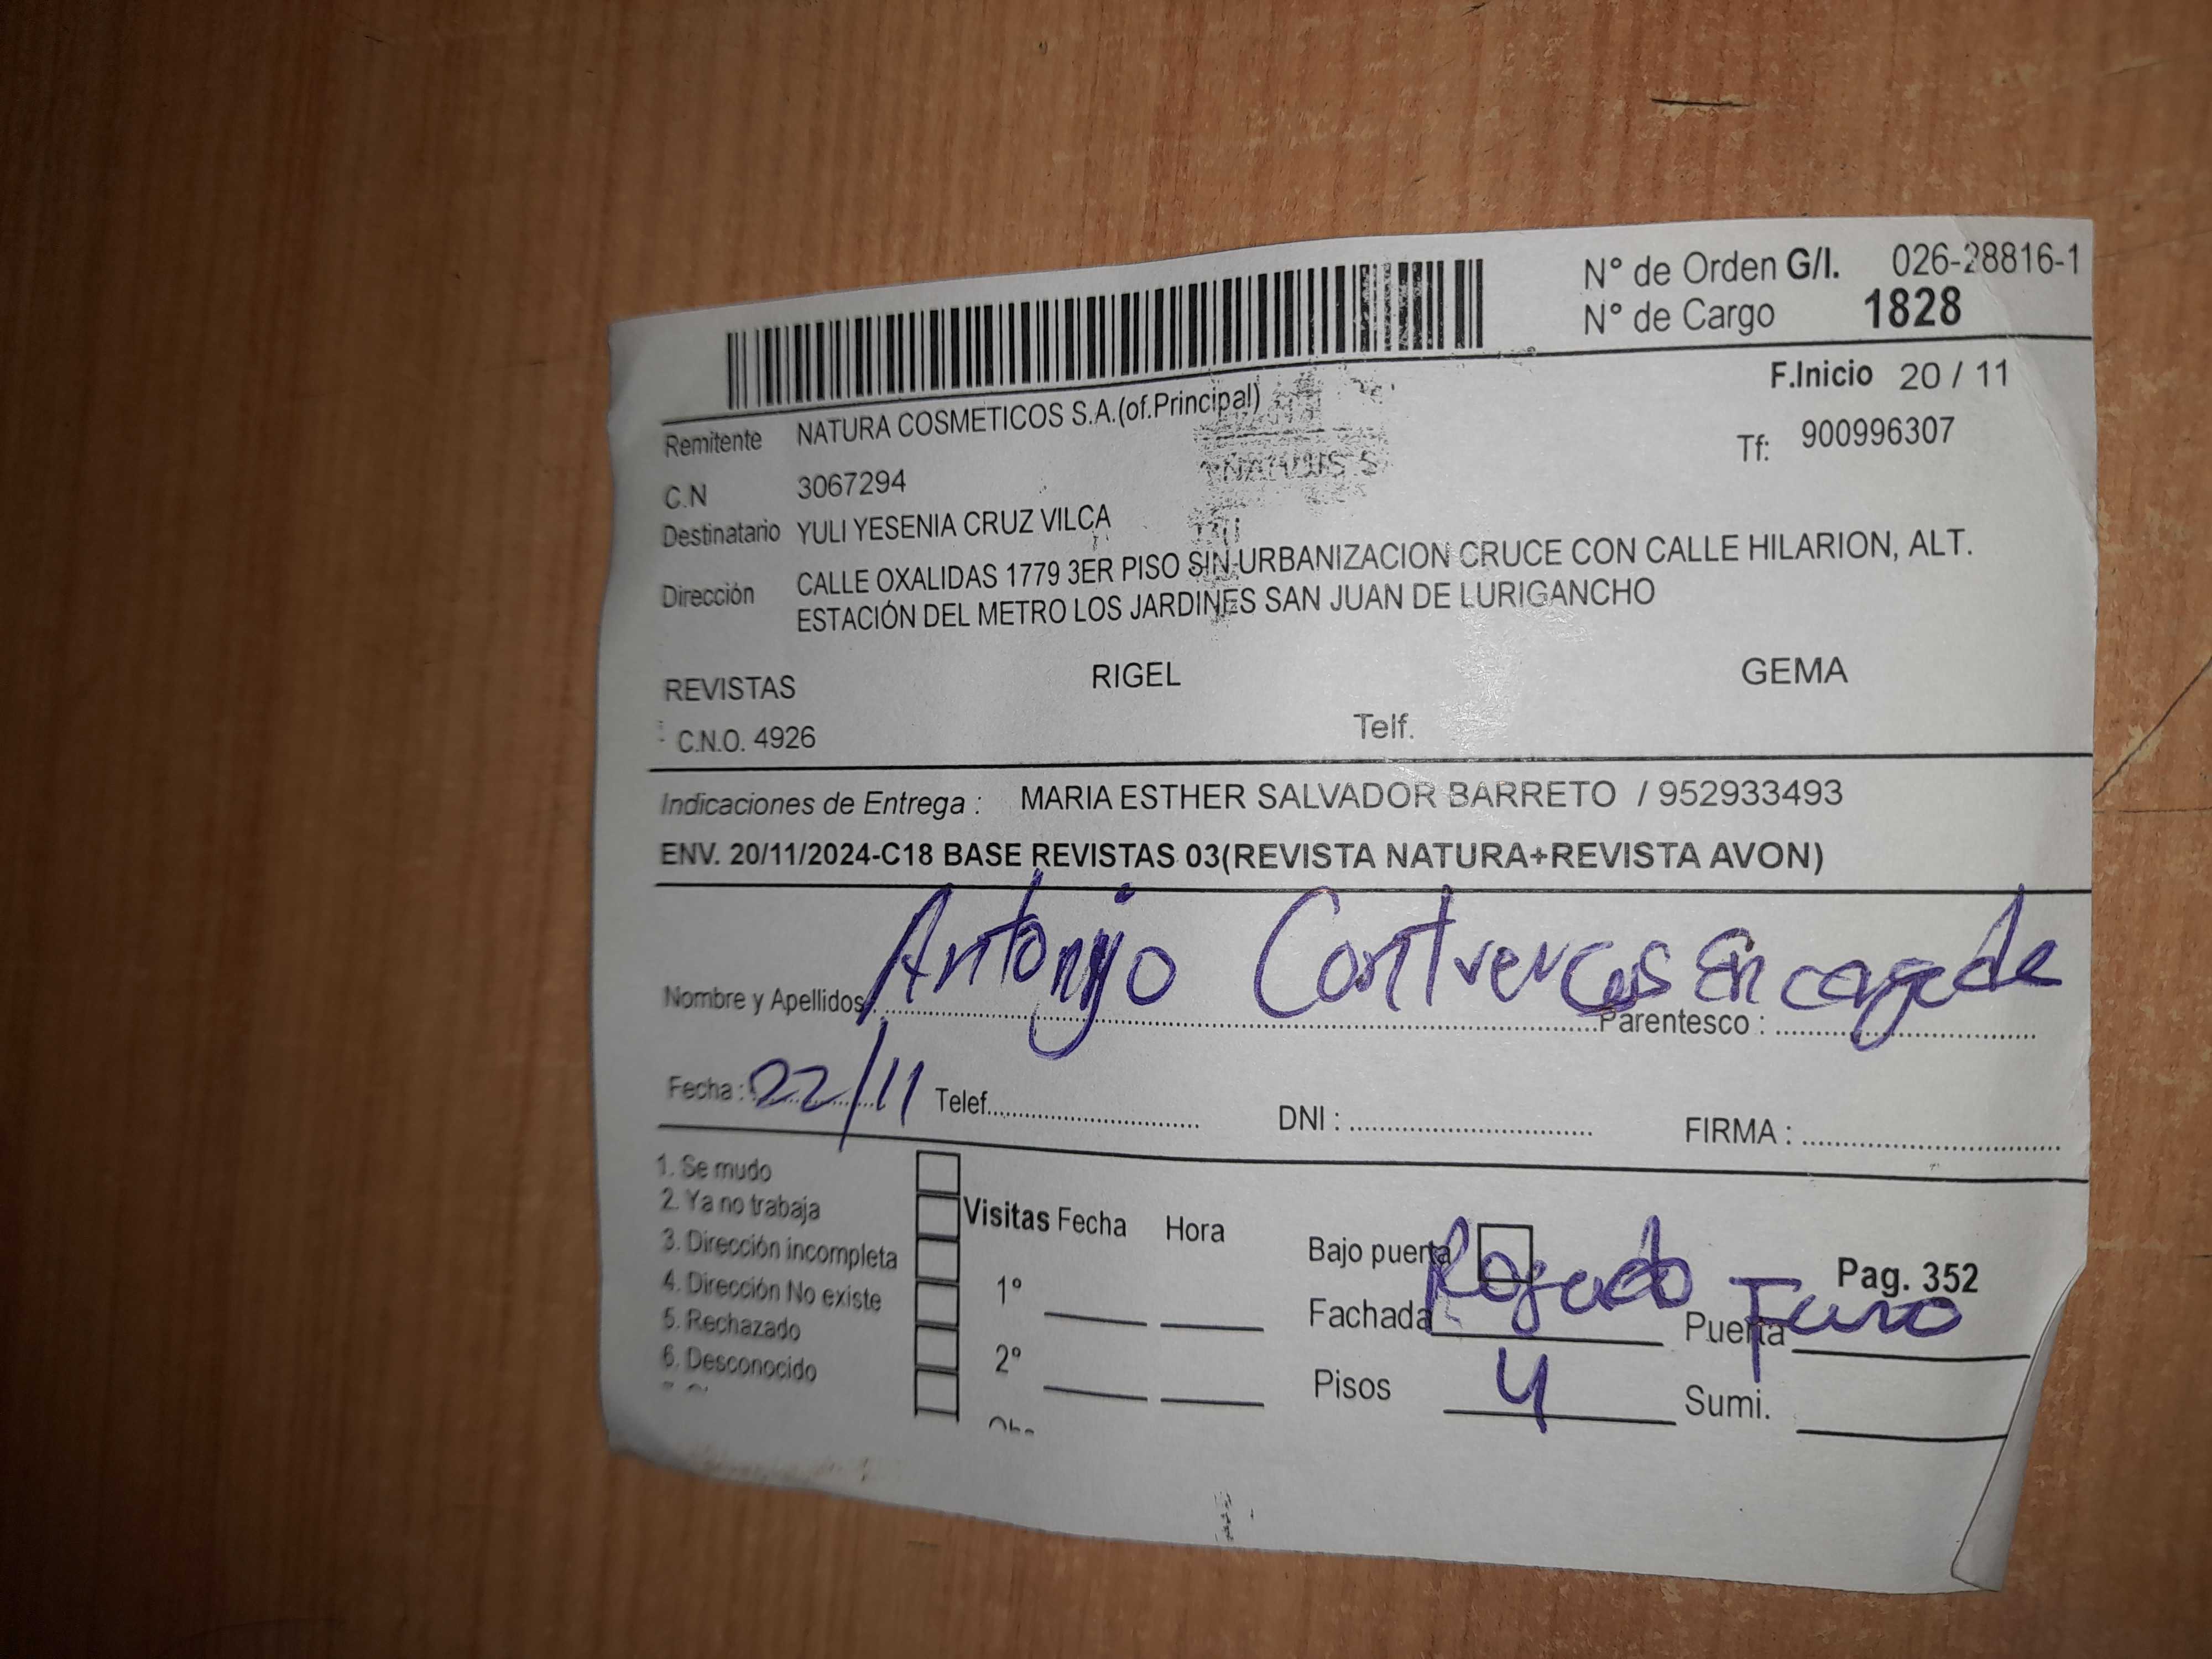 N° de Orden G/I. 026-28816-1
N° de Cargo 1828
F.Inicio 20 / 11
Remitente NATURA COSMETICOS S.A.(of.Principal)
Tf: 900996307
C.N 3067294
Destinatario YULI YESENIA CRUZ VILCA
Dirección CALLE OXALIDAS 1779 3ER PISO SIN URBANIZACION CRUCE CON CALLE HILARION, ALT.
ESTACIÓN DEL METRO LOS JARDINES SAN JUAN DE LURIGANCHO
REVISTAS RIGEL GEMA
C.N.O. 4926 Telf.
Indicaciones de Entrega : MARIA ESTHER SALVADOR BARRETO / 952933493
ENV. 20/11/2024-C18 BASE REVISTAS 03(REVISTA NATURA+REVISTA AVON)
Nombre y Apellidos: Antonio Parentesco :
Fecha : 22/11 Telef. DNI : FIRMA :
1. Se mudo
2. Ya no trabaja
3. Dirección incompleta
4. Dirección No existe
5. Rechazado
6. Desconocido
Visitas Fecha Hora
1°
2°
Bajo puerta Pag. 352
Fachada Rosado Puerta
Pisos 4 Sumi.